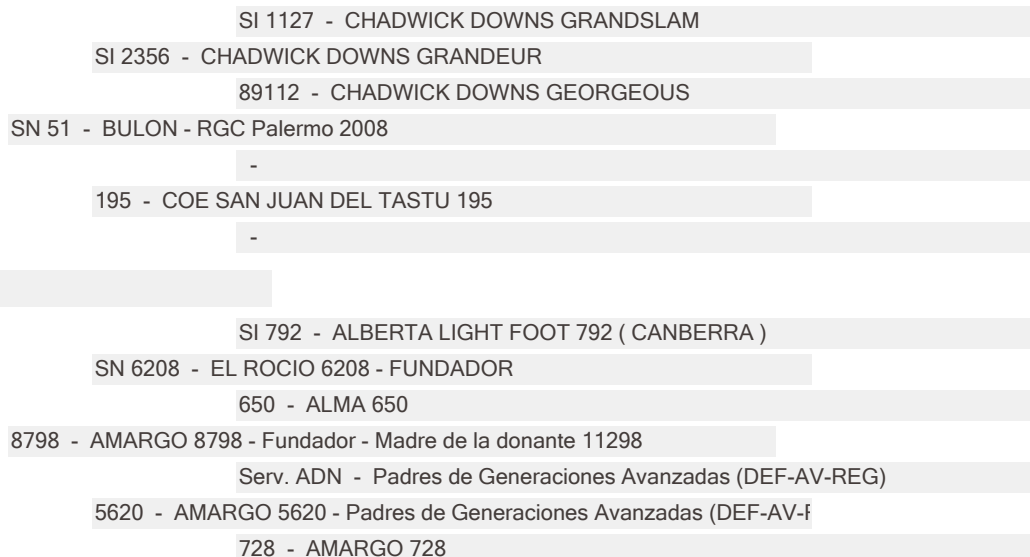 SI 1127 - CHADWICK DOWNS GRANDSLAM
SI 2356 - CHADWICK DOWNS GRANDEUR
89112 - CHADWICK DOWNS GEORGEOUS
SN 51 - BULON - RGC Palermo 2008
-
195 - COE SAN JUAN DEL TASTU 195
-
SI 792 - ALBERTA LIGHT FOOT 792 ( CANBERRA )
SN 6208 - EL ROCIO 6208 - FUNDADOR
650 - ALMA 650
8798 - AMARGO 8798 - Fundador - Madre de la donante 11298
Serv. ADN - Padres de Generaciones Avanzadas (DEF-AV-REG)
5620 - AMARGO 5620 - Padres de Generaciones Avanzadas (DEF-AV-
728 - AMARGO 728